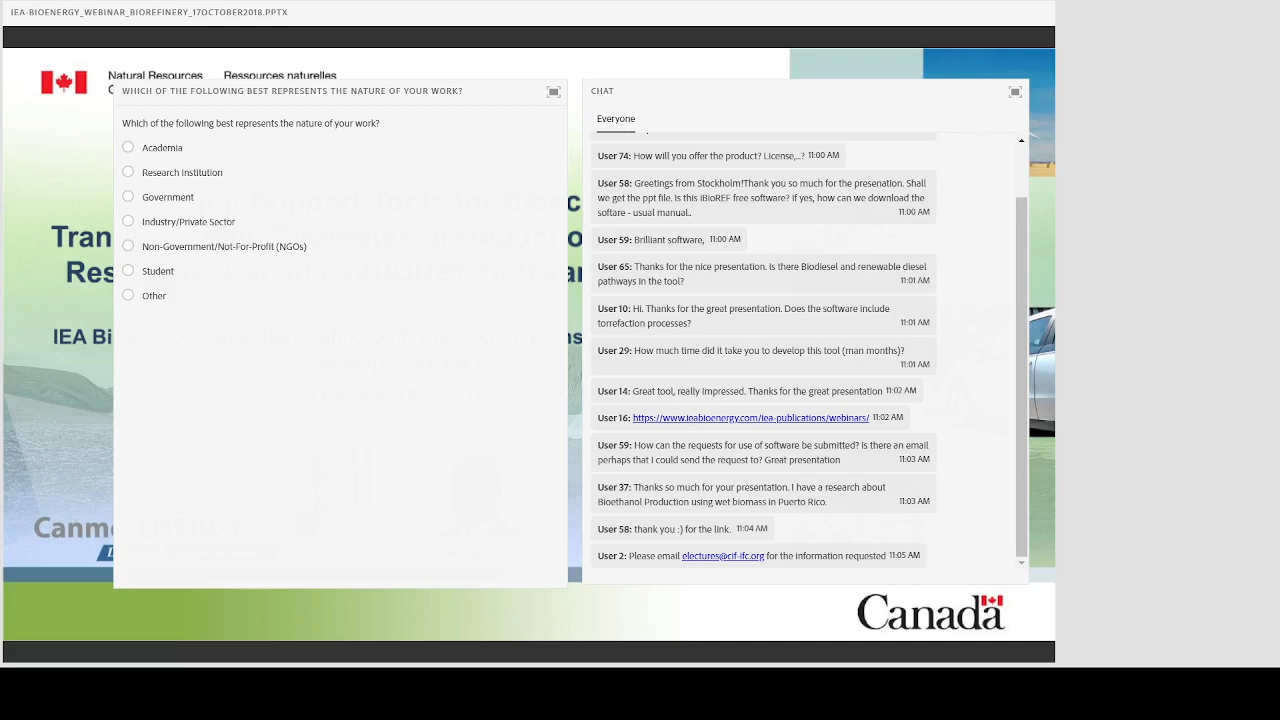 IEA-BIOENERGY_WEBINAR_BIOREFINERY_17OCTOBER2018.PPTX
Natural Resources Ressources naturelles
WHICH OF THE FOLLOWING BEST REPRESENTS THE NATURE OF YOUR WORK?
Which of the following best represents the nature of your work?
Academia
Research Institution
Government
Industry/Private Sector
Non-Government/Not-For-Profit (NGOs)
Student
Other
CHAT
Everyone
User 74: How will you offer the product? License,...? 11:00 AM
User 58: Greetings from Stockholm!Thank you so much for the presenation. Shall
we get the ppt file. Is this iBioREF free software? If yes, how can we download the
softare - usual manual..
11:00 AM
User 59: Brilliant software, 11:00 AM
User 65: Thanks for the nice presentation. Is there Biodiesel and renewable diesel
pathways in the tool?
11:01 AM
User 10: Hi. Thanks for the great presentation. Does the software include
torrefaction processes?
11:01 AM
User 29: How much time did it take you to develop this tool (man months)?
11:01 AM
User 14: Great tool, really impressed. Thanks for the great presentation 11:02 AM
User 16: https://www.ieabioenergy.com/iea-publications/webinars/ 11:02 AM
User 59: How can the requests for use of software be submitted? Is there an email
perhaps that I could send the request to? Great presentation
11:03 AM
User 37: Thanks so much for your presentation. I have a research about
Bioethanol Production using wet biomass in Puerto Rico.
11:03 AM
User 58: thank you :) for the link. 11:04 AM
User 2: Please email electures@cif-ifc.org for the information requested 11:05 AM
Canada